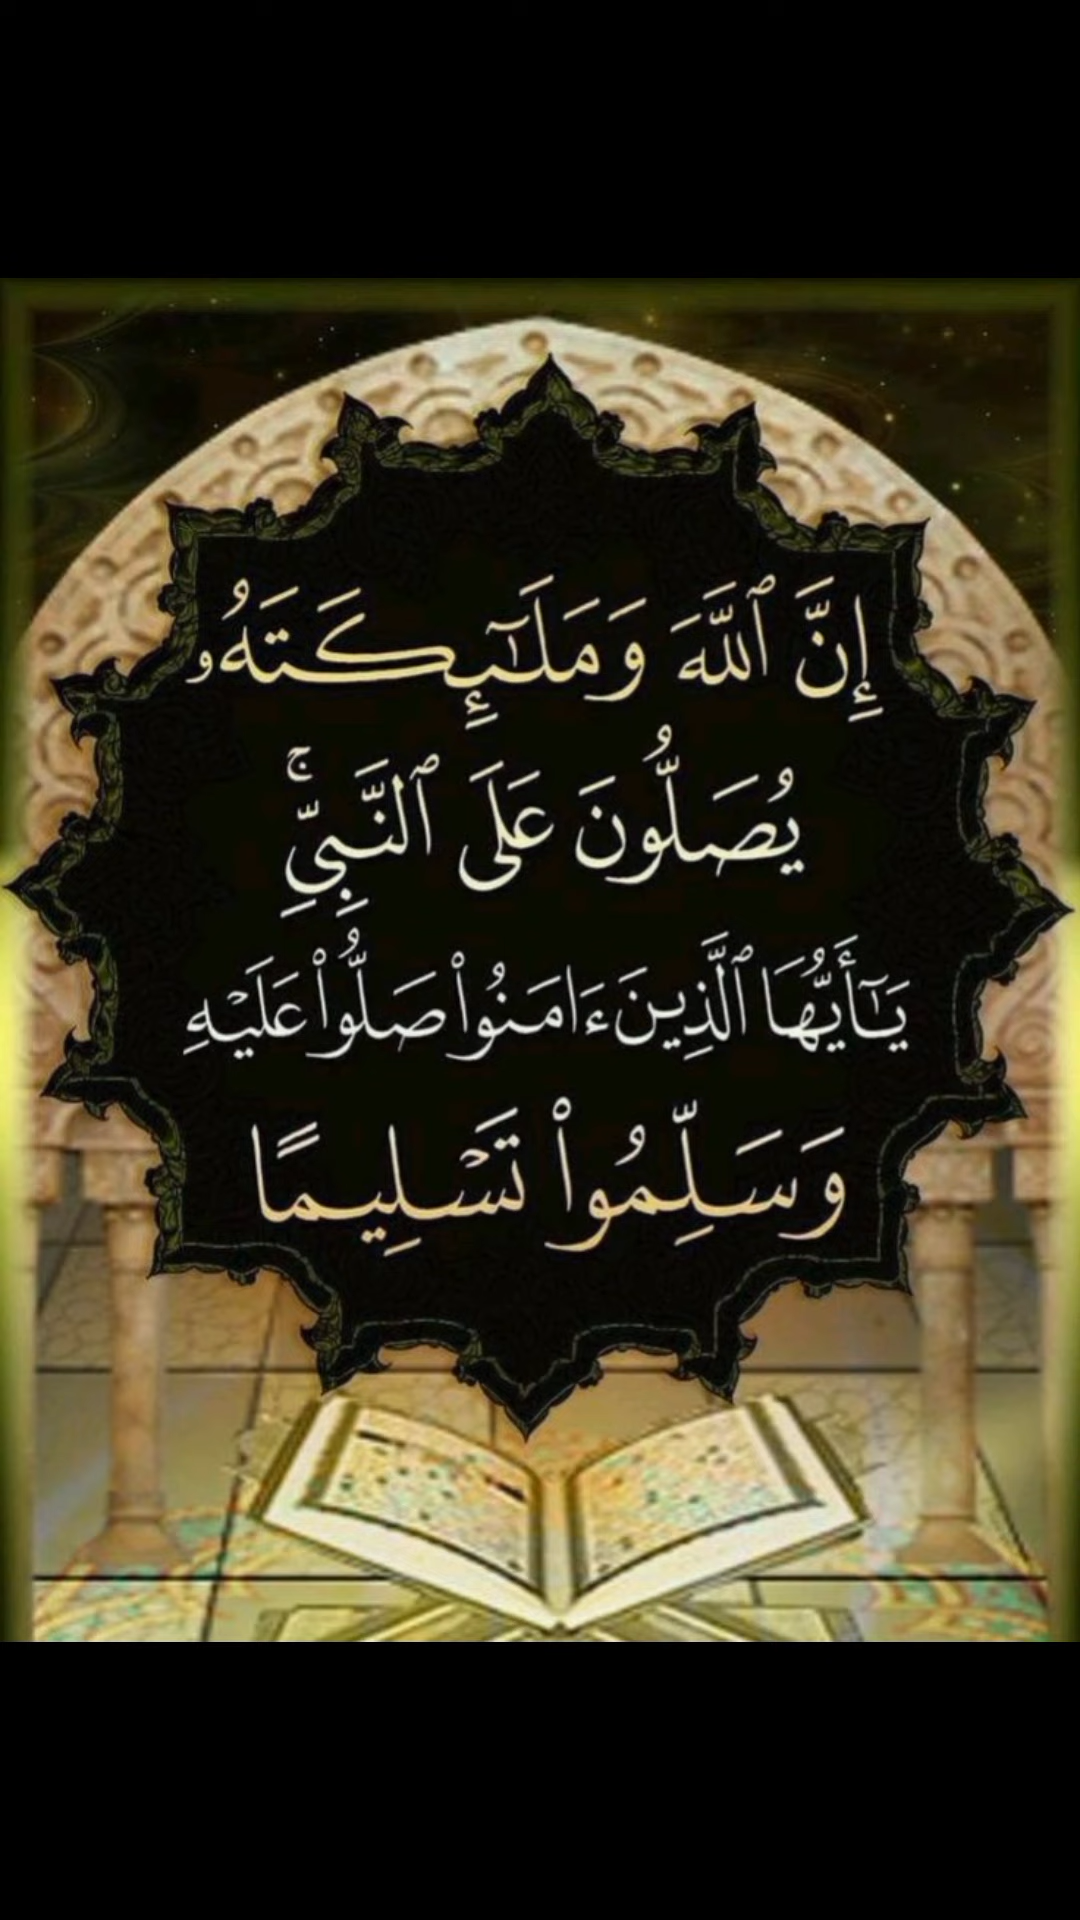 إِنَّ ٱللَّهَ وَمَلَـٰٓئِكَتَهُۥ
يُصَلُّونَ عَلَى ٱلنَّبِىِّۚ
يَـٰٓأَيُّهَا ٱلَّذِينَ ءَامَنُوا۟ صَلُّوا۟ عَلَيْهِ
وَسَلِّمُوا۟ تَسْلِيمًا